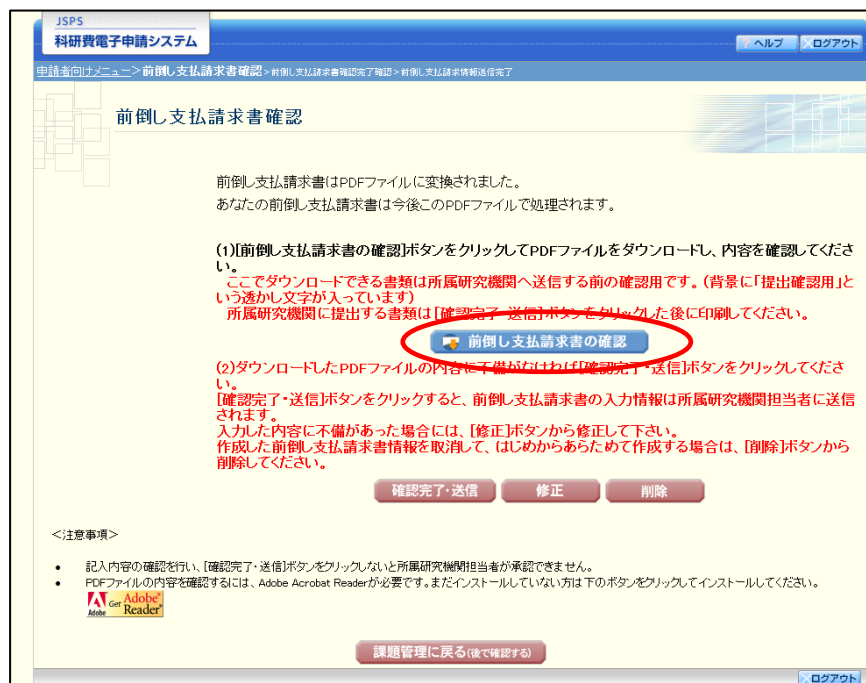 JSPS
科研費電子申請システム
ヘルプ
ログアウト
申請者向けメニュー>前倒し支払請求書確認>前倒し支払請求書確認完了確認>前倒し支払請求情報送信完了
前倒し支払請求書確認
前倒し支払請求書はPDFファイルに変換されました。
あなたの前倒し支払請求書は今後このPDFファイルで処理されます。
(1)[前倒し支払請求書の確認]ボタンをクリックしてPDFファイルをダウンロードし、内容を確認してくださ
い。
ここでダウンロードできる書類は所属研究機関へ送信する前の確認用です。(背景に「提出確認用」と
いう透かし文字が入っています)
所属研究機関に提出する書類は[確認完了・送信]ボタンをクリックした後に印刷してください。
前倒し支払請求書の確認
(2)ダウンロードしたPDFファイルの内容に不備がなければ[確認完了・送信]ボタンをクリックしてくださ
い。
[確認完了・送信]ボタンをクリックすると、前倒し支払請求書の入力情報は所属研究機関担当者に送信
されます。
入力した内容に不備があった場合には、[修正]ボタンから修正して下さい。
作成した前倒し支払請求書情報を取消して、はじめからあらためて作成する場合は、[削除]ボタンから
削除してください。
確認完了・送信
修正
削除
<注意事項>
• 記入内容の確認を行い、[確認完了・送信]ボタンをクリックしないと所属研究機関担当者が承認できません。
• PDFファイルの内容を確認するには、Adobe Acrobat Readerが必要です。まだインストールしていない方は下のボタンをクリックしてインストールしてください。
Adobe Get Adobe® Reader®
課題管理に戻る(後で確認する)
ログアウト